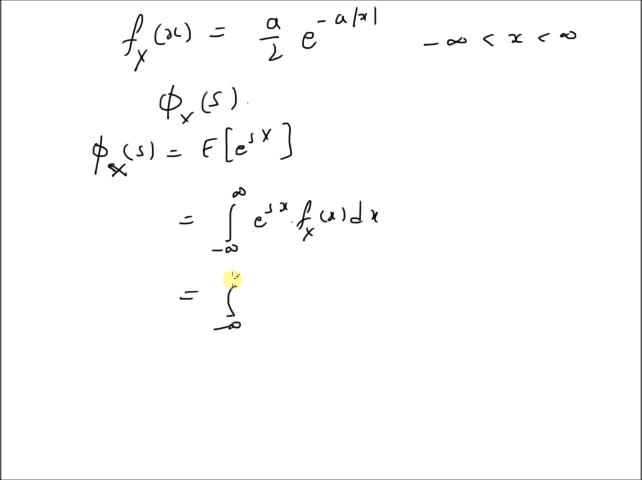 f_X(x) = a/2 e^{-a|x|}   -∞ < x < ∞
ϕ_X(s).
ϕ_X(s) = E[e^{sX}]
= ∫_{-∞}^{∞} e^{sx}. f_X(x) dx
= ∫_{-∞}